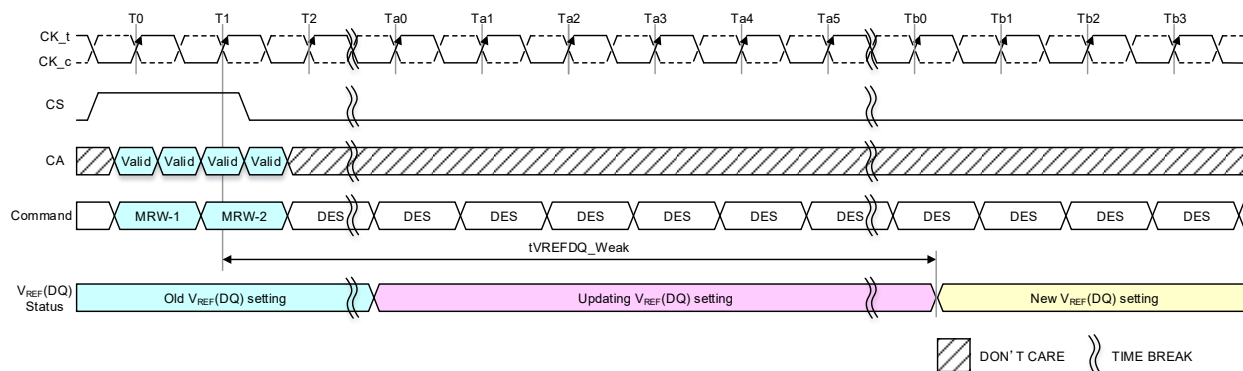 T0 T1 T2 Ta0 Ta1 Ta2 Ta3 Ta4 Ta5 Tb0 Tb1 Tb2 Tb3
CK_t
CK_c
CS
CA Valid Valid Valid Valid
Command MRW-1 MRW-2 DES DES DES DES DES DES DES DES DES DES DES
tVREFDQ_Weak
VREF(DQ) Status Old VREF(DQ) setting Updating VREF(DQ) setting New VREF(DQ) setting
DON'T CARE TIME BREAK